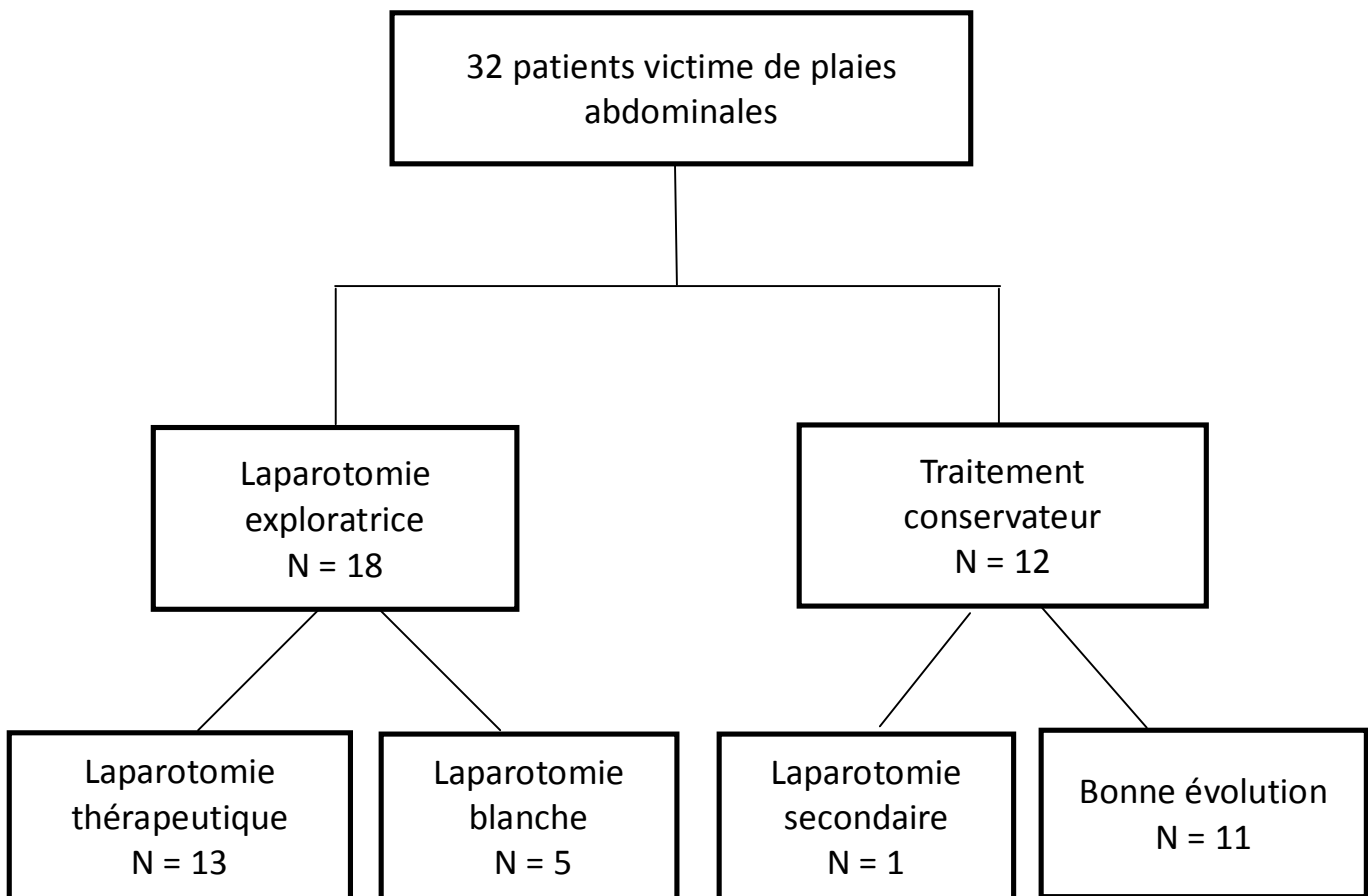 32 patients victime de plaies
abdominales
Laparotomie
exploratrice
N = 18
Traitement
conservateur
N = 12
Laparotomie
thérapeutique
N = 13
Laparotomie
blanche
N = 5
Laparotomie
secondaire
N = 1
Bonne évolution
N = 11